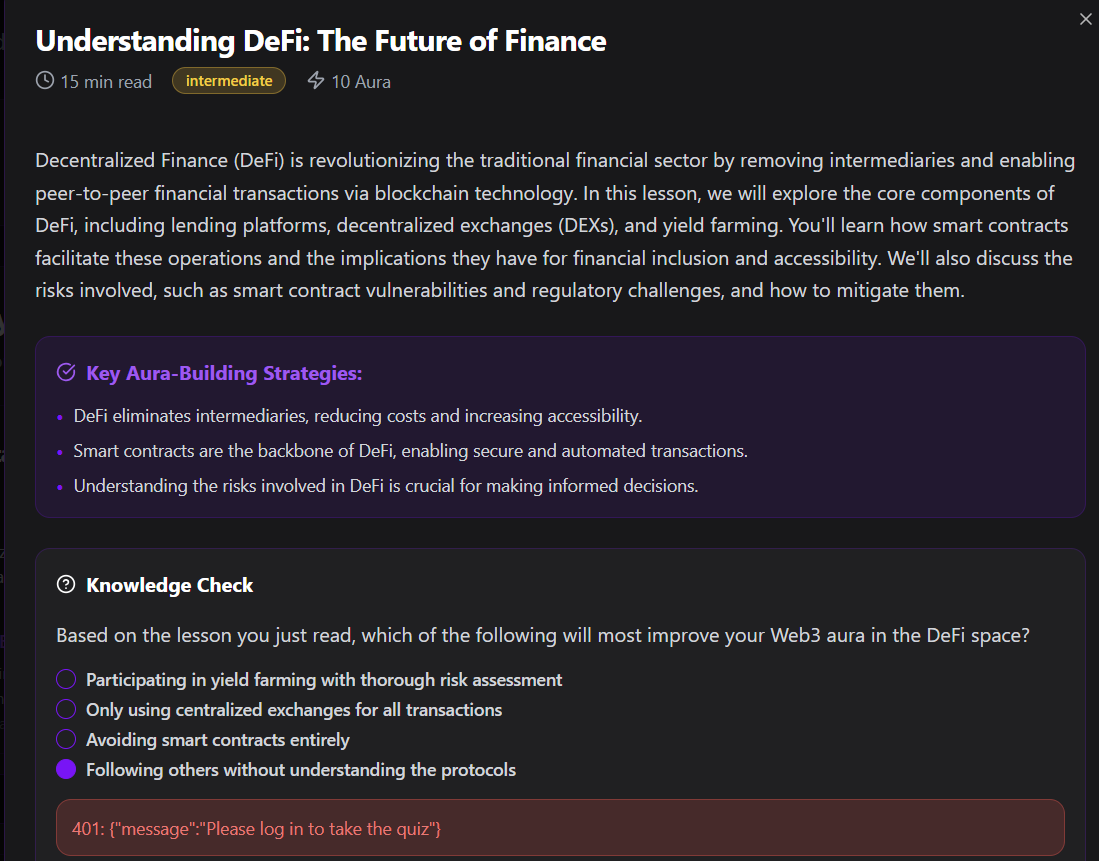 Understanding DeFi: The Future of Finance
15 min read intermediate 10 Aura
Decentralized Finance (DeFi) is revolutionizing the traditional financial sector by removing intermediaries and enabling
peer-to-peer financial transactions via blockchain technology. In this lesson, we will explore the core components of
DeFi, including lending platforms, decentralized exchanges (DEXs), and yield farming. You'll learn how smart contracts
facilitate these operations and the implications they have for financial inclusion and accessibility. We'll also discuss the
risks involved, such as smart contract vulnerabilities and regulatory challenges, and how to mitigate them.
Key Aura-Building Strategies:
• DeFi eliminates intermediaries, reducing costs and increasing accessibility.
• Smart contracts are the backbone of DeFi, enabling secure and automated transactions.
• Understanding the risks involved in DeFi is crucial for making informed decisions.
Knowledge Check
Based on the lesson you just read, which of the following will most improve your Web3 aura in the DeFi space?
Participating in yield farming with thorough risk assessment
Only using centralized exchanges for all transactions
Avoiding smart contracts entirely
Following others without understanding the protocols
401: {"message":"Please log in to take the quiz"}